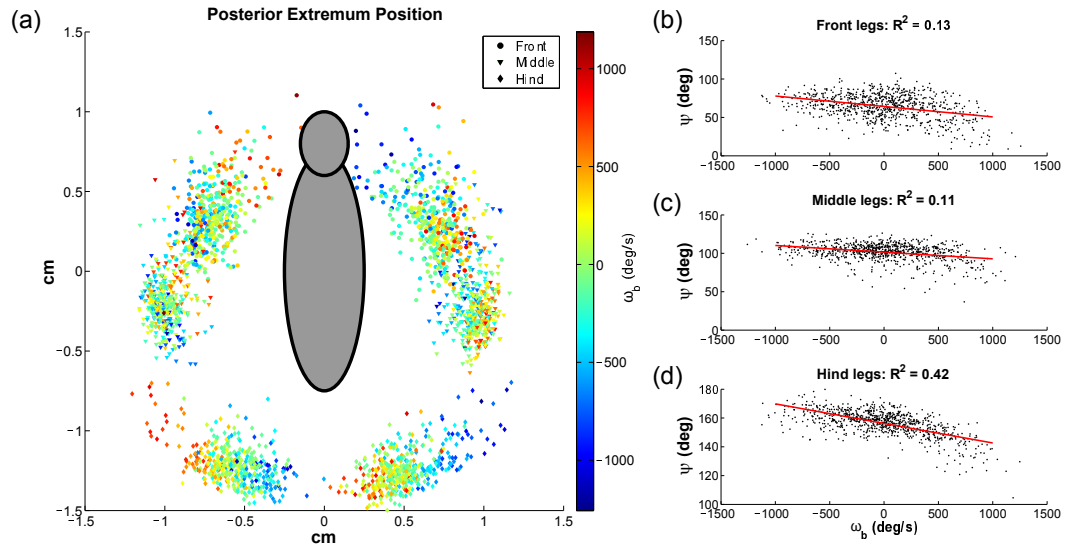 (a)
Posterior Extremum Position
Front
Middle
Hind
1.5
1
0.5
0
−0.5
−1
−1.5
cm
−1.5 −1 −0.5 0 0.5 1 1.5
cm
1000
500
0
−500
−1000
ω_b (deg/s)
(b)
Front legs: R² = 0.13
150
100
50
0
ψ (deg)
−1500 −1000 −500 0 500 1000 1500
(c)
Middle legs: R² = 0.11
150
100
50
0
ψ (deg)
−1500 −1000 −500 0 500 1000 1500
(d)
Hind legs: R² = 0.42
180
160
140
120
100
ψ (deg)
−1500 −1000 −500 0 500 1000 1500
ω_b (deg/s)